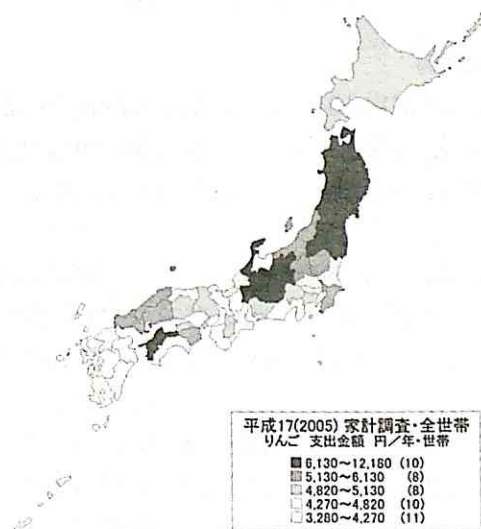 平成17(2005) 家計調査・全世帯
りんご 支出金額 円/年・世帯
6,130～12,180 (10)
5,130～6,130 (8)
4,820～5,130 (8)
4,270～4,820 (10)
3,280～4,270 (11)